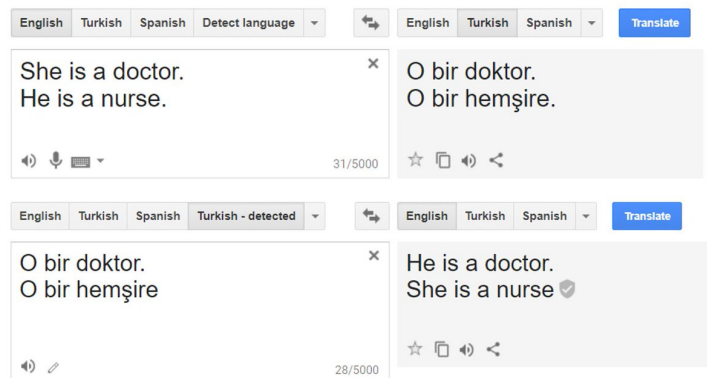 English Turkish Spanish Detect language
English Turkish Spanish Translate
She is a doctor.
He is a nurse.
31/5000
O bir doktor.
O bir hemşire.
English Turkish Spanish Turkish - detected
English Turkish Spanish Translate
O bir doktor.
O bir hemşire
28/5000
He is a doctor.
She is a nurse